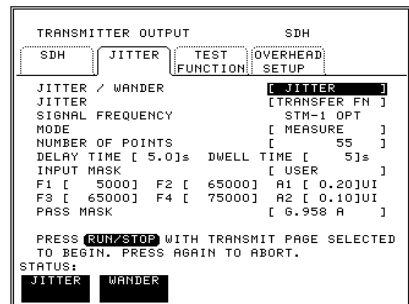 TRANSMITTER OUTPUT SDH
SDH JITTER TEST FUNCTION OVERHEAD SETUP
JITTER / WANDER [ JITTER ]
JITTER [TRANSFER FN ]
SIGNAL FREQUENCY STM-1 OPT
MODE [ MEASURE ]
NUMBER OF POINTS [ 55 ]
DELAY TIME [ 5.0]s DWELL TIME [ 5]s
INPUT MASK [ USER ]
F1 [ 5000] F2 [ 65000] A1 [ 0.20]UI
F3 [ 65000] F4 [ 75000] A2 [ 0.10]UI
PASS MASK [ G.958 A ]
PRESS RUN/STOP WITH TRANSMIT PAGE SELECTED
TO BEGIN. PRESS AGAIN TO ABORT.
STATUS:
JITTER WANDER